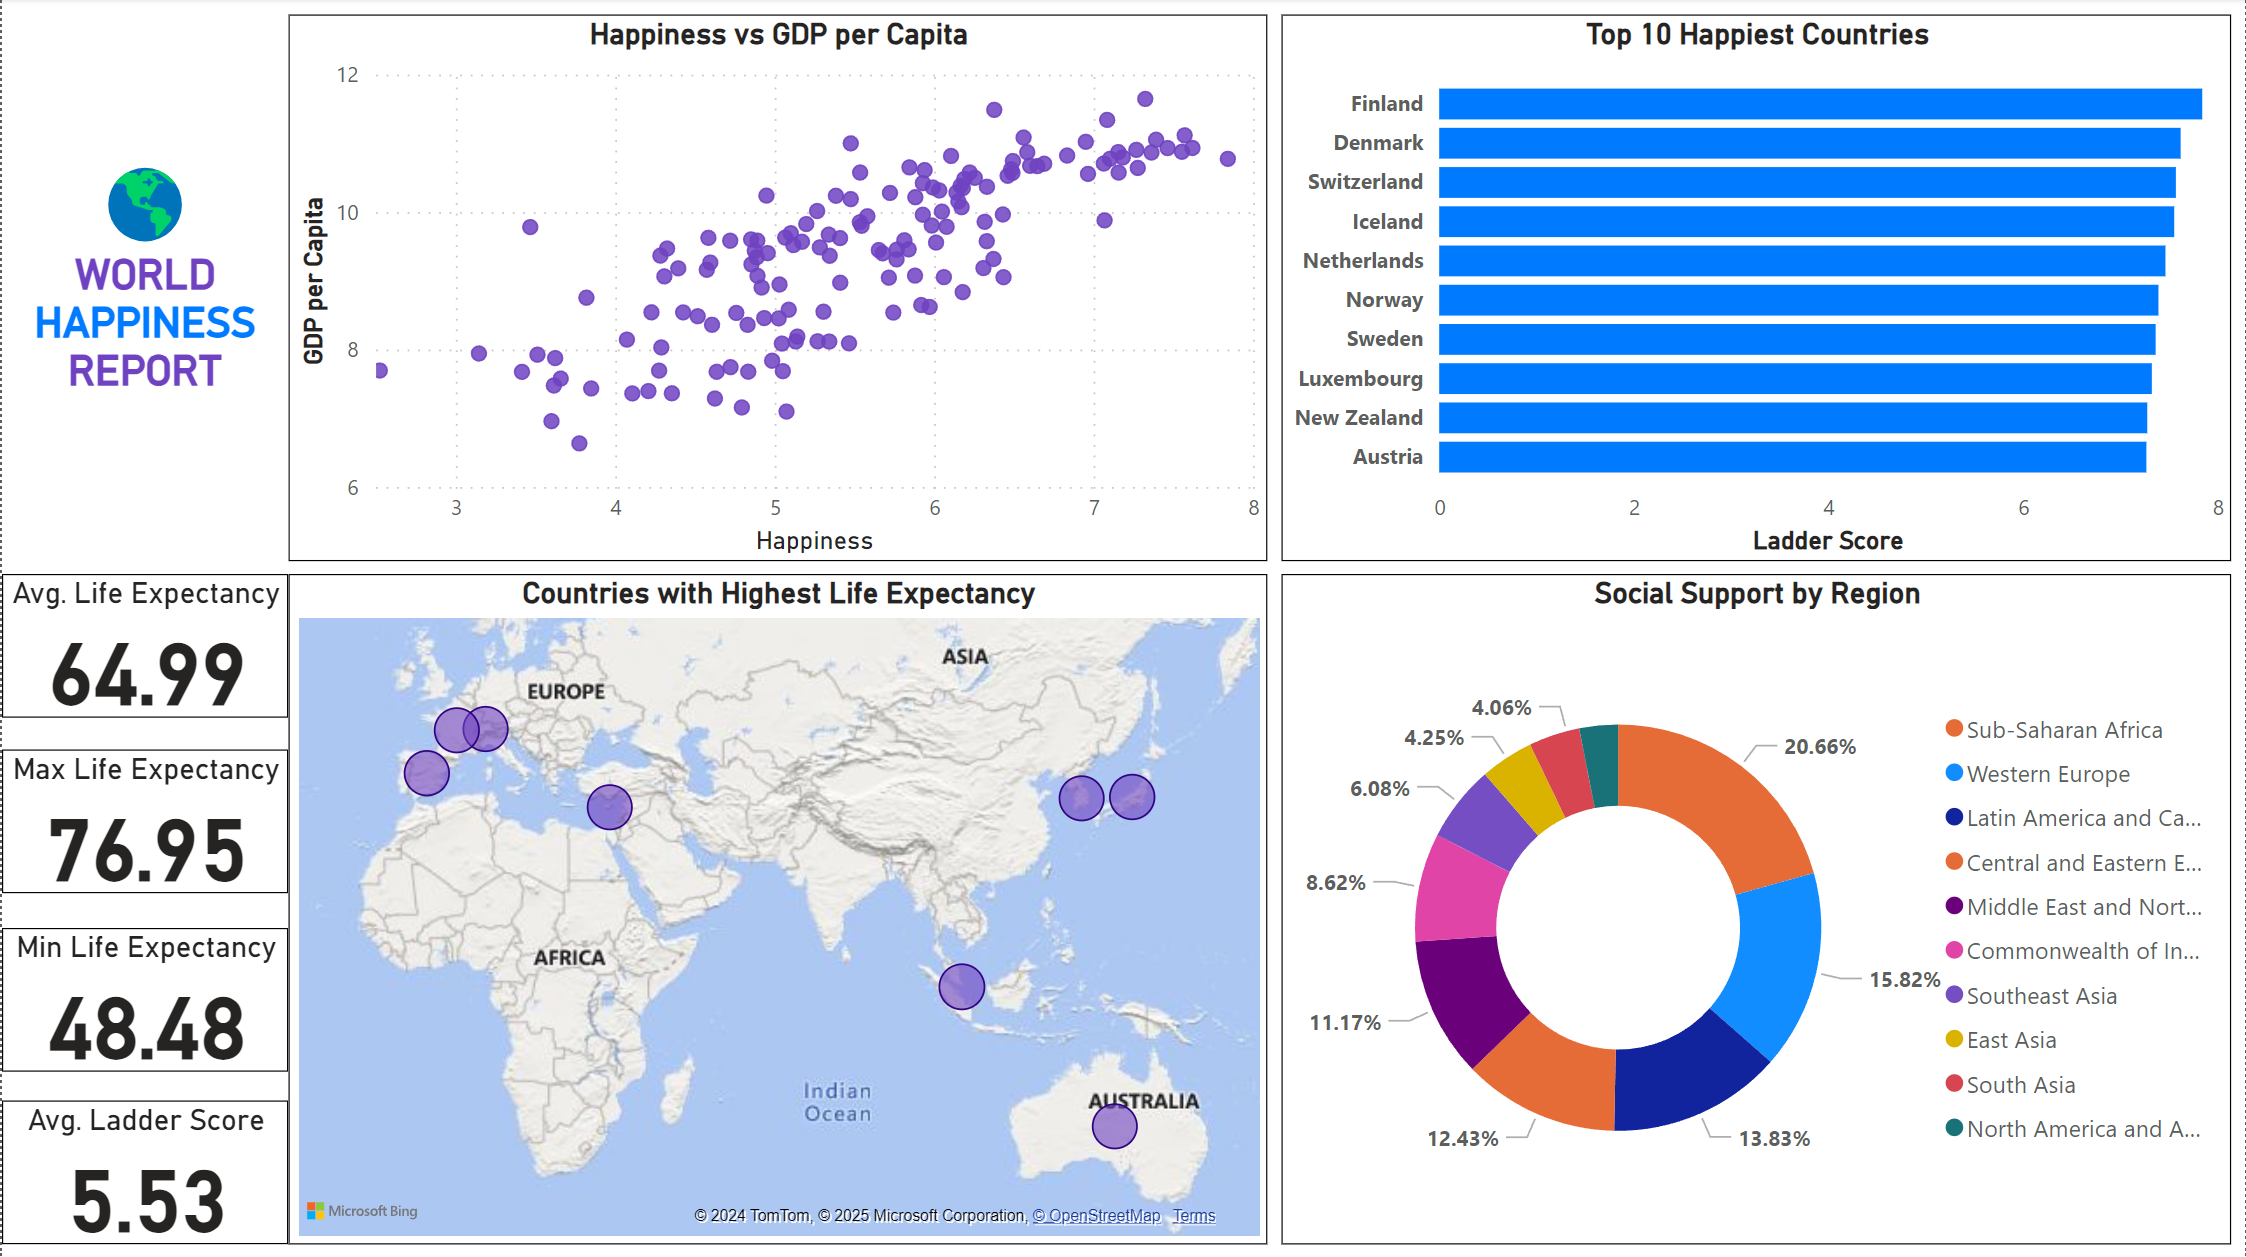 WORLD
HAPPINESS
REPORT
Happiness vs GDP per Capita
GDP per Capita
12
10
8
6
3 4 5 6 7 8
Happiness
Top 10 Happiest Countries
Finland
Denmark
Switzerland
Iceland
Netherlands
Norway
Sweden
Luxembourg
New Zealand
Austria
0 2 4 6 8
Ladder Score
Avg. Life Expectancy
64.99
Max Life Expectancy
76.95
Min Life Expectancy
48.48
Avg. Ladder Score
5.53
Countries with Highest Life Expectancy
ASIA
EUROPE
AFRICA
Indian
Ocean
AUSTRALIA
Microsoft Bing
© 2024 TomTom, © 2025 Microsoft Corporation, © OpenStreetMap Terms
Social Support by Region
20.66%
15.82%
13.83%
12.43%
11.17%
8.62%
6.08%
4.25%
4.06%
Sub-Saharan Africa
Western Europe
Latin America and Ca...
Central and Eastern E...
Middle East and Nort...
Commonwealth of In...
Southeast Asia
East Asia
South Asia
North America and A...